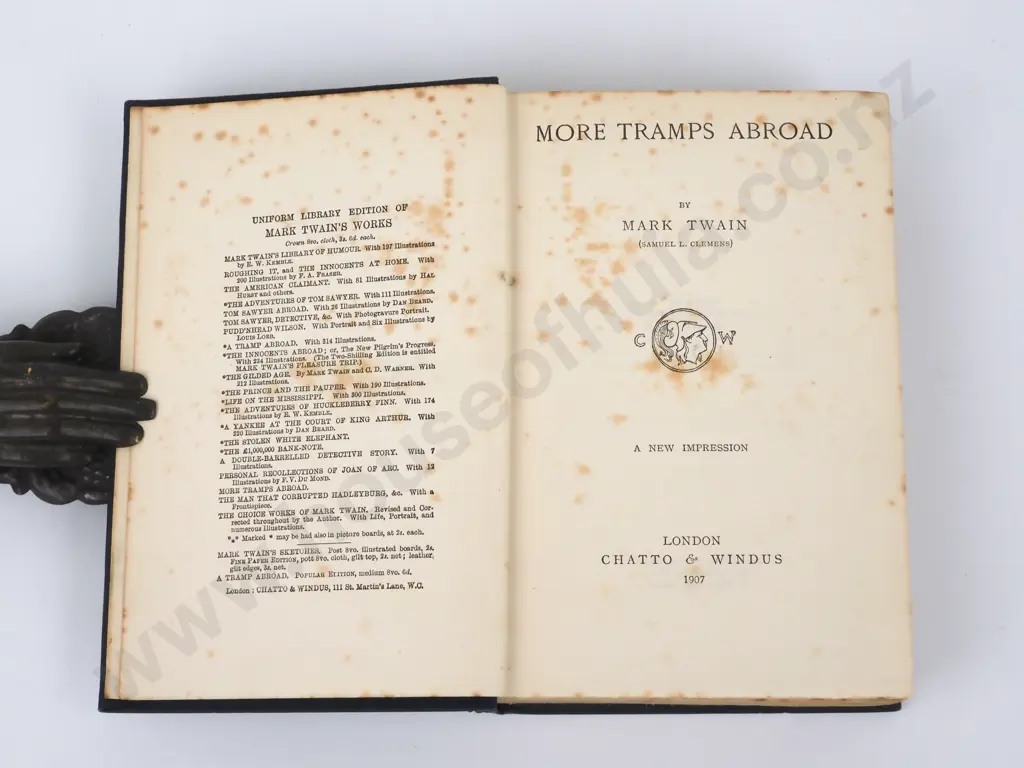 UNIFORM LIBRARY EDITION OF
MARK TWAIN'S WORKS
Crown 8vo. cloth, 3s. 6d. each.
MARK TWAIN'S LIBRARY OF HUMOUR. With 197 Illustrations
by E. W. KEMBLE.
ROUGHING IT, and THE INNOCENTS AT HOME. With
200 Illustrations by F. A. FRASER.
THE AMERICAN CLAIMANT. With 81 Illustrations by HAL
HURST and others.
*THE ADVENTURES OF TOM SAWYER. With 111 Illustrations.
TOM SAWYER ABROAD. With 26 Illustrations by DAN BEARD.
TOM SAWYER, DETECTIVE, &c. With Photogravure Portrait.
PUDD'NHEAD WILSON. With Portrait and Six Illustrations by
LOUIS LOEB.
*A TRAMP ABROAD. With 314 Illustrations.
*THE INNOCENTS ABROAD; or, The New Pilgrim's Progress.
With 234 Illustrations. (The Two-Shilling Edition is entitled
MARK TWAIN'S PLEASURE TRIP.)
*THE GILDED AGE. By MARK TWAIN and C. D. WARNER. With
212 Illustrations.
*THE PRINCE AND THE PAUPER. With 190 Illustrations.
*LIFE ON THE MISSISSIPPI. With 300 Illustrations.
*THE ADVENTURES OF HUCKLEBERRY FINN. With 174
Illustrations by E. W. KEMBLE.
*A YANKEE AT THE COURT OF KING ARTHUR. With
220 Illustrations by DAN BEARD.
*THE STOLEN WHITE ELEPHANT.
*THE £1,000,000 BANK-NOTE.
A DOUBLE-BARRELLED DETECTIVE STORY. With 7
Illustrations.
PERSONAL RECOLLECTIONS OF JOAN OF ARC. With 12
Illustrations by F. V. DU MOND.
MORE TRAMPS ABROAD.
THE MAN THAT CORRUPTED HADLEYBURG, &c. With a
Frontispiece.
THE CHOICE WORKS OF MARK TWAIN. Revised and Cor-
rected throughout by the Author. With Life, Portrait, and
numerous Illustrations.
*** Marked * may be had also in picture boards, at 2s. each.
MARK TWAIN'S SKETCHES. Post 8vo. illustrated boards, 2s.
FINE PAPER EDITION, pott 8vo. cloth, gilt top, 2s. net; leather,
gilt edges, 3s. net.
A TRAMP ABROAD. POPULAR EDITION, medium 8vo. 6d.
London: CHATTO & WINDUS, 111 St. Martin's Lane, W.C.
MORE TRAMPS ABROAD
BY
MARK TWAIN
(SAMUEL L. CLEMENS)
C W
A NEW IMPRESSION
LONDON
CHATTO & WINDUS
1907
www.houseofhuia.co.nz